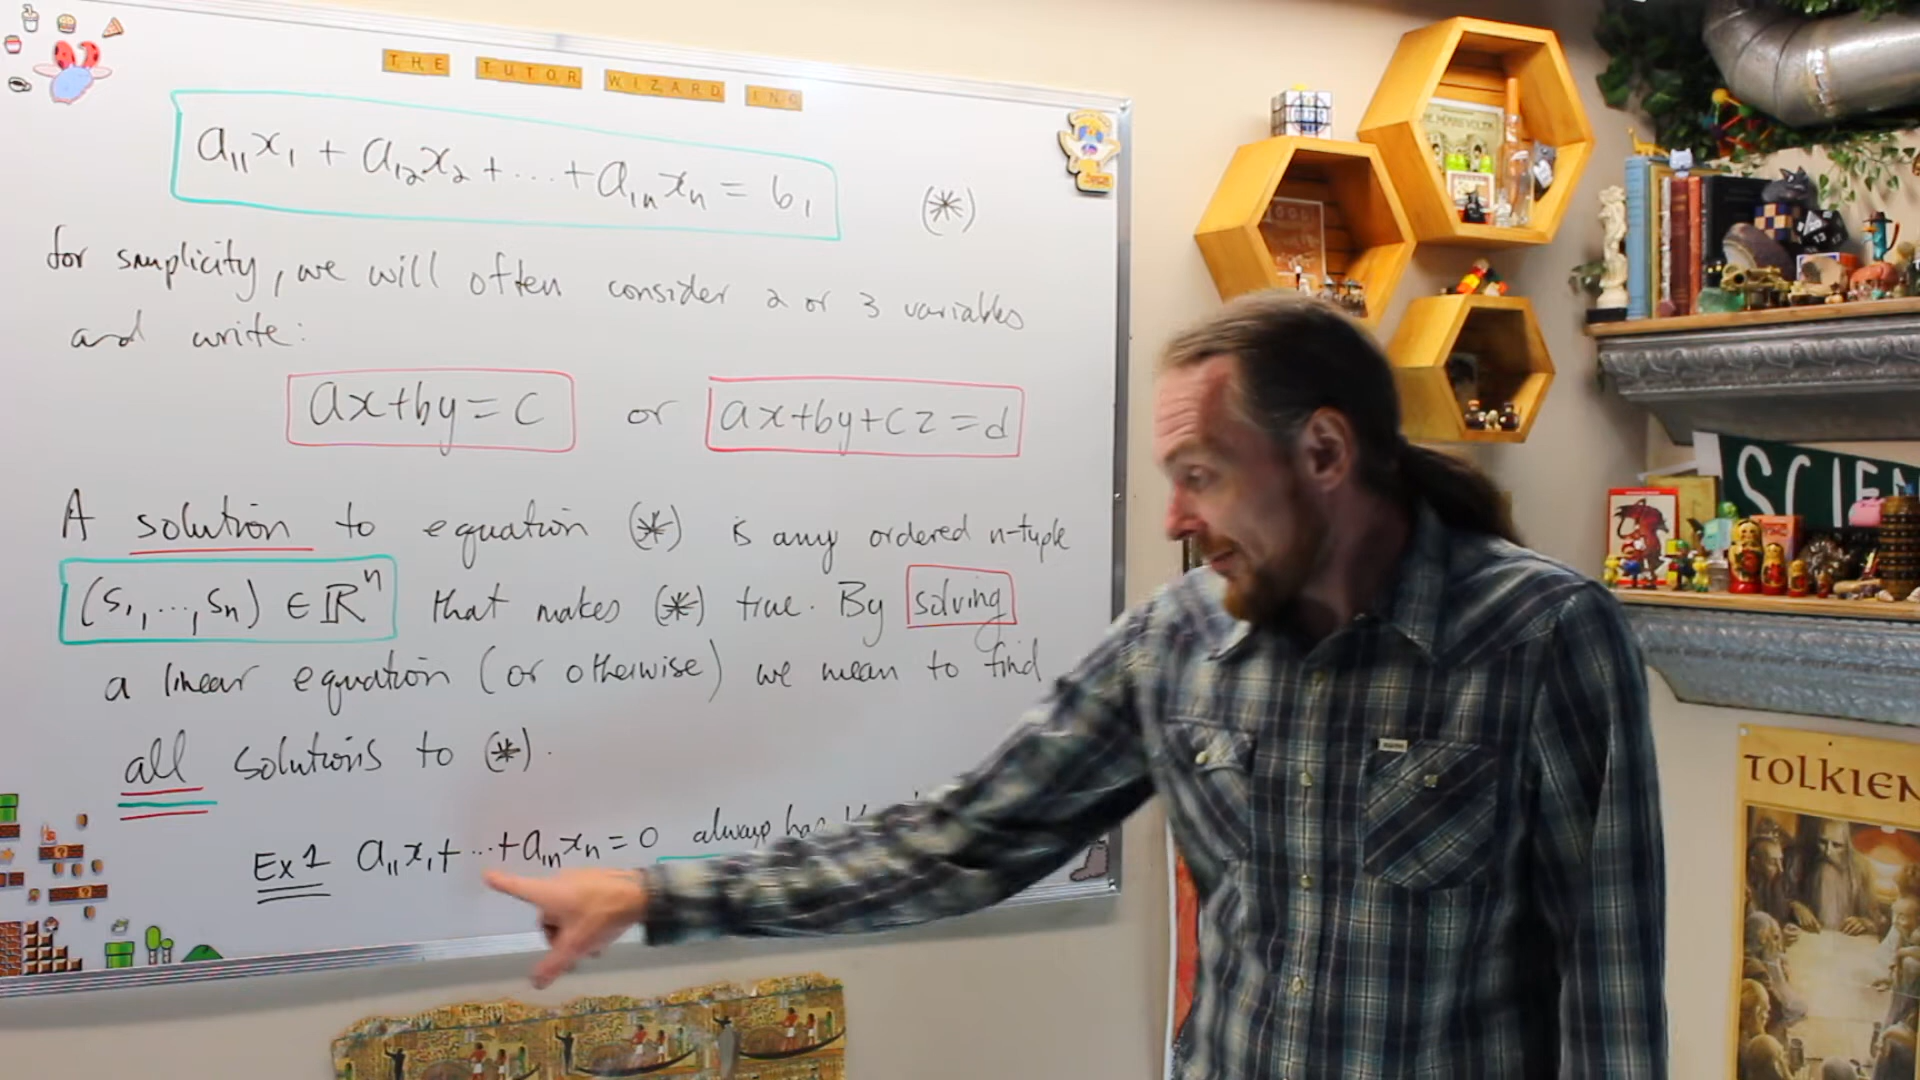 THE TUTOR WIZARD INC
a₁₁x₁ + a₁₂x₂ + ... + a₁ₙxₙ = b₁ (*)
for simplicity, we will often consider 2 or 3 variables
and write:
ax+by=c or ax+by+cz=d
A solution to equation (*) is any ordered n-tuple
(s₁,...,sₙ) ∈ ℝⁿ that makes (*) true. By solving
a linear equation (or otherwise) we mean to find
all solutions to (*).
Ex 1 a₁₁x₁+...+a₁ₙxₙ=0 always has
TOLKIEN